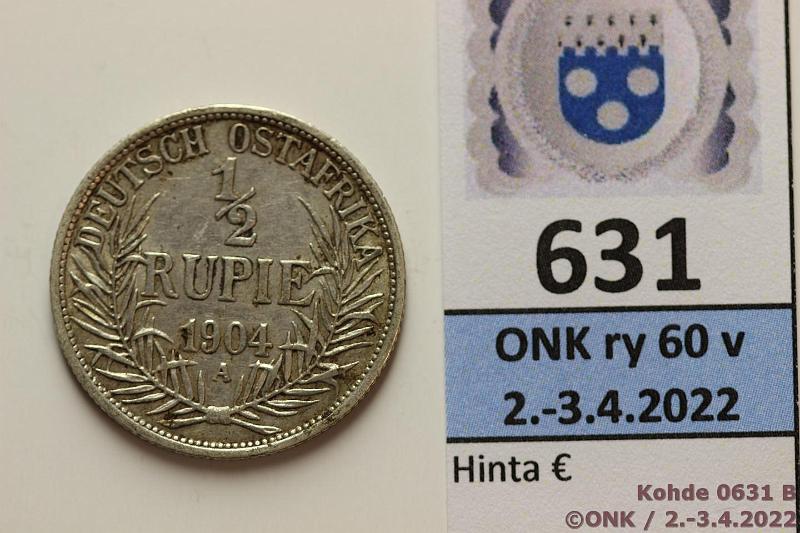 DEUTSCH OSTAFRIKA
1/2
RUPIE
1904
A
631
ONK ry 60 v
2.-3.4.2022
Hinta €
Kohde 0631 B
©ONK / 2.-3.4.2022